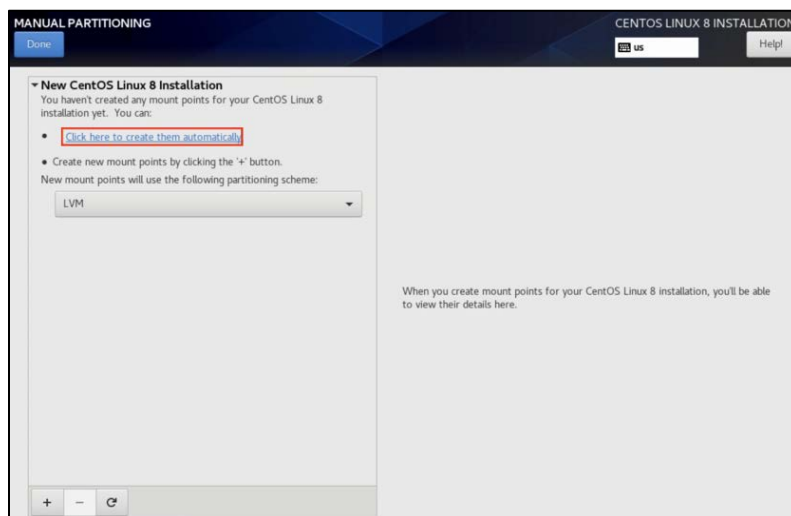 MANUAL PARTITIONING
CENTOS LINUX 8 INSTALLATION
Done
us
Help!
New CentOS Linux 8 Installation
You haven't created any mount points for your CentOS Linux 8
installation yet. You can:
• Click here to create them automatically.
• Create new mount points by clicking the '+' button.
New mount points will use the following partitioning scheme:
LVM
When you create mount points for your CentOS Linux 8 installation, you'll be able
to view their details here.
+ −